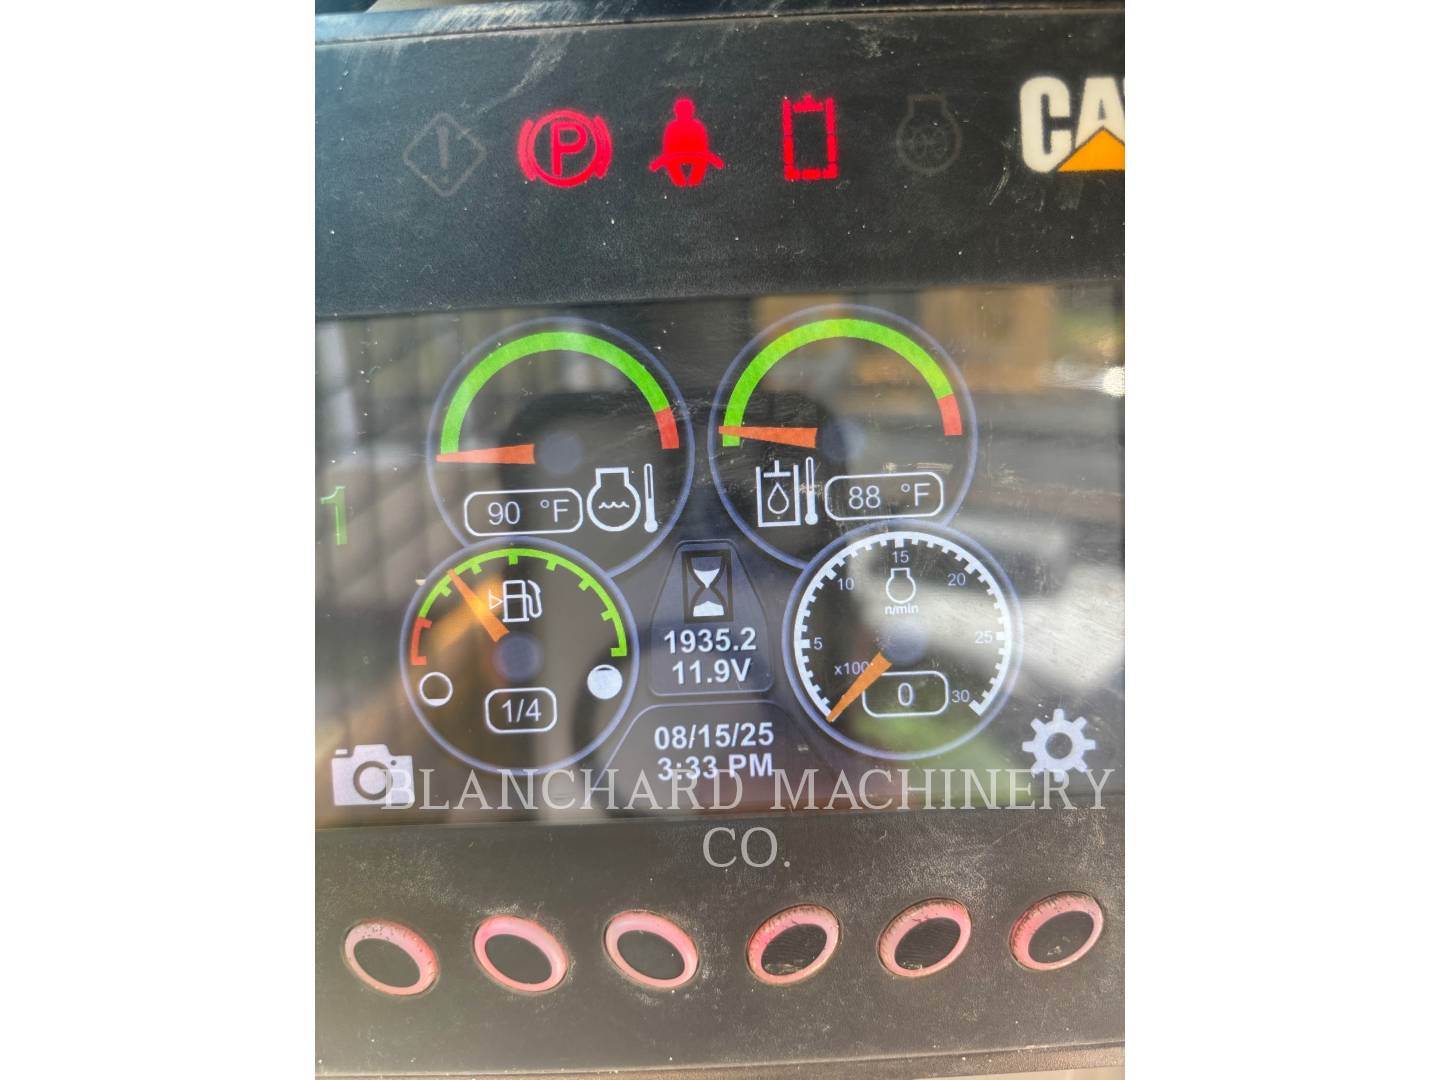 P
CA
1
90 °F
88 °F
15
10
20
n/min
5
25
x100
30
0
1935.2
11.9V
1/4
08/15/25
3:33 PM
BLANCHARD MACHINERY
CO.